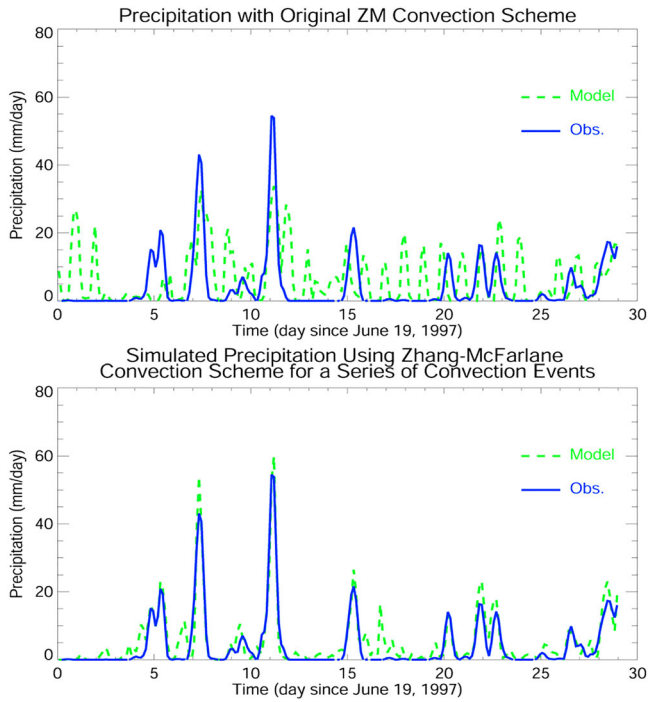 Precipitation with Original ZM Convection Scheme
80
60
40
20
0
Precipitation (mm/day)
Model
Obs.
0 5 10 15 20 25 30
Time (day since June 19, 1997)
Simulated Precipitation Using Zhang-McFarlane
Convection Scheme for a Series of Convection Events
80
60
40
20
0
Precipitation (mm/day)
Model
Obs.
0 5 10 15 20 25 30
Time (day since June 19, 1997)